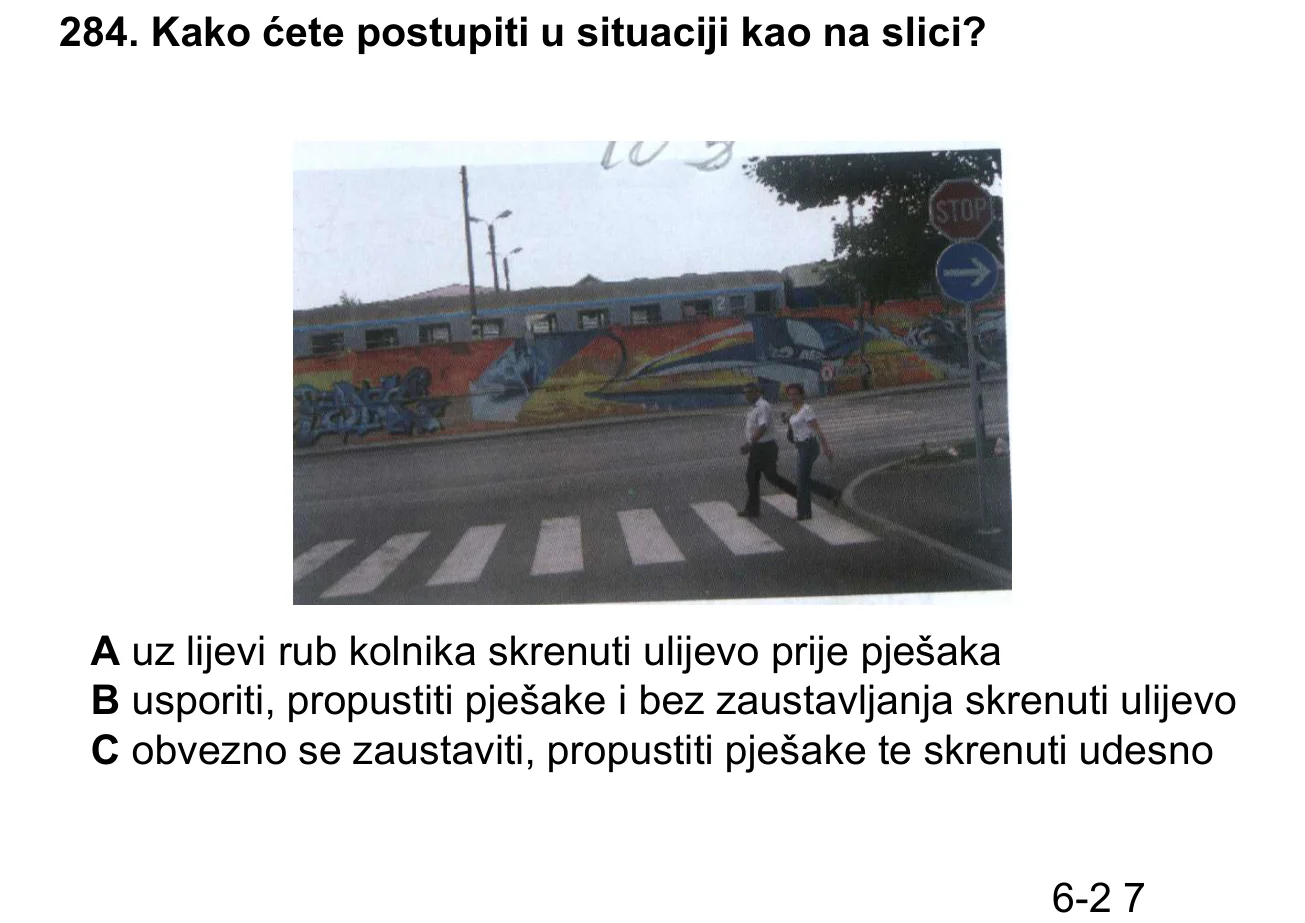 284. Kako ćete postupiti u situaciji kao na slici?
STOP
2
A uz lijevi rub kolnika skrenuti ulijevo prije pješaka
B usporiti, propustiti pješake i bez zaustavljanja skrenuti ulijevo
C obvezno se zaustaviti, propustiti pješake te skrenuti udesno
6-2 7